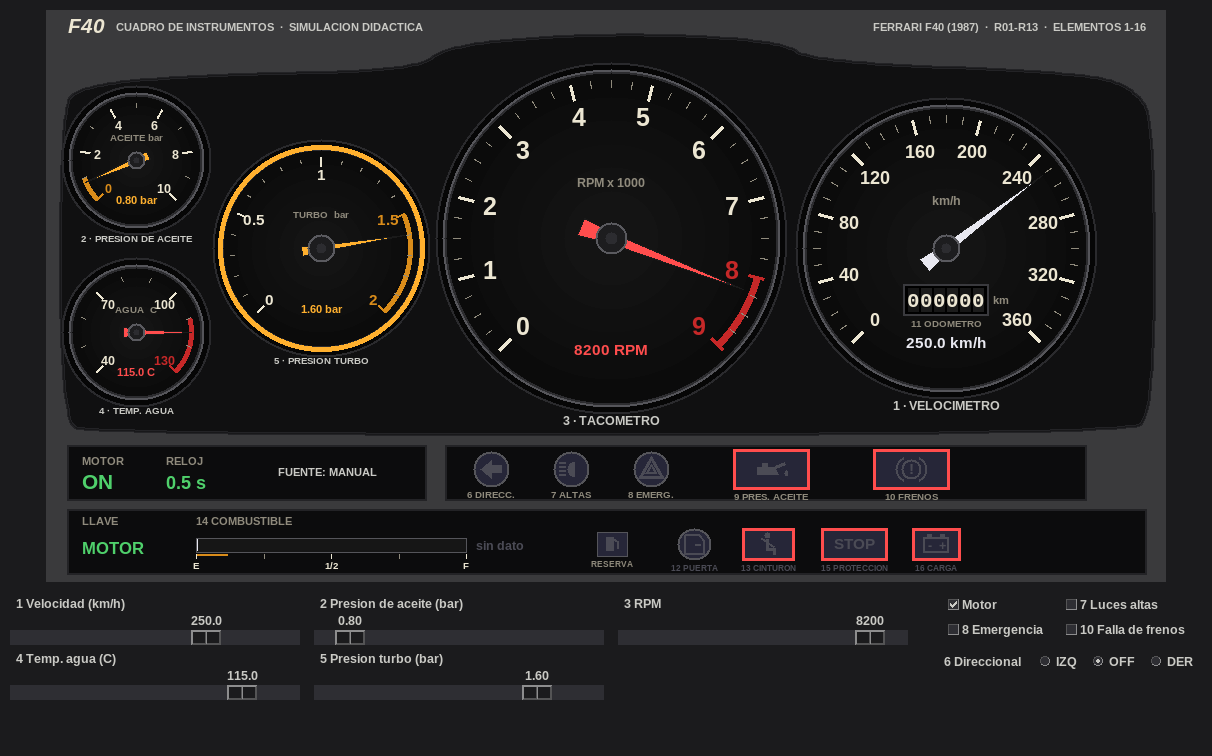 F40 CUADRO DE INSTRUMENTOS · SIMULACION DIDACTICA
FERRARI F40 (1987) · R01-R13 · ELEMENTOS 1-16
0 2 4 6 8 10
ACEITE bar
0.80 bar
2 · PRESION DE ACEITE
40 70 100 130
AGUA C
115.0 C
4 · TEMP. AGUA
0 0.5 1 1.5 2
TURBO bar
1.60 bar
5 · PRESION TURBO
0 1 2 3 4 5 6 7 8 9
RPM x 1000
8200 RPM
3 · TACOMETRO
0 40 80 120 160 200 240 280 320 360
km/h
000000 km
11 ODOMETRO
250.0 km/h
1 · VELOCIMETRO
MOTOR
ON
RELOJ
0.5 s
FUENTE: MANUAL
6 DIRECC.
7 ALTAS
8 EMERG.
9 PRES. ACEITE
10 FRENOS
LLAVE
MOTOR
14 COMBUSTIBLE
sin dato
E 1/2 F
RESERVA
12 PUERTA
13 CINTURON
STOP
15 PROTECCION
16 CARGA
1 Velocidad (km/h)
250.0
2 Presion de aceite (bar)
0.80
3 RPM
8200
4 Temp. agua (C)
115.0
5 Presion turbo (bar)
1.60
Motor
7 Luces altas
8 Emergencia
10 Falla de frenos
6 Direccional IZQ OFF DER